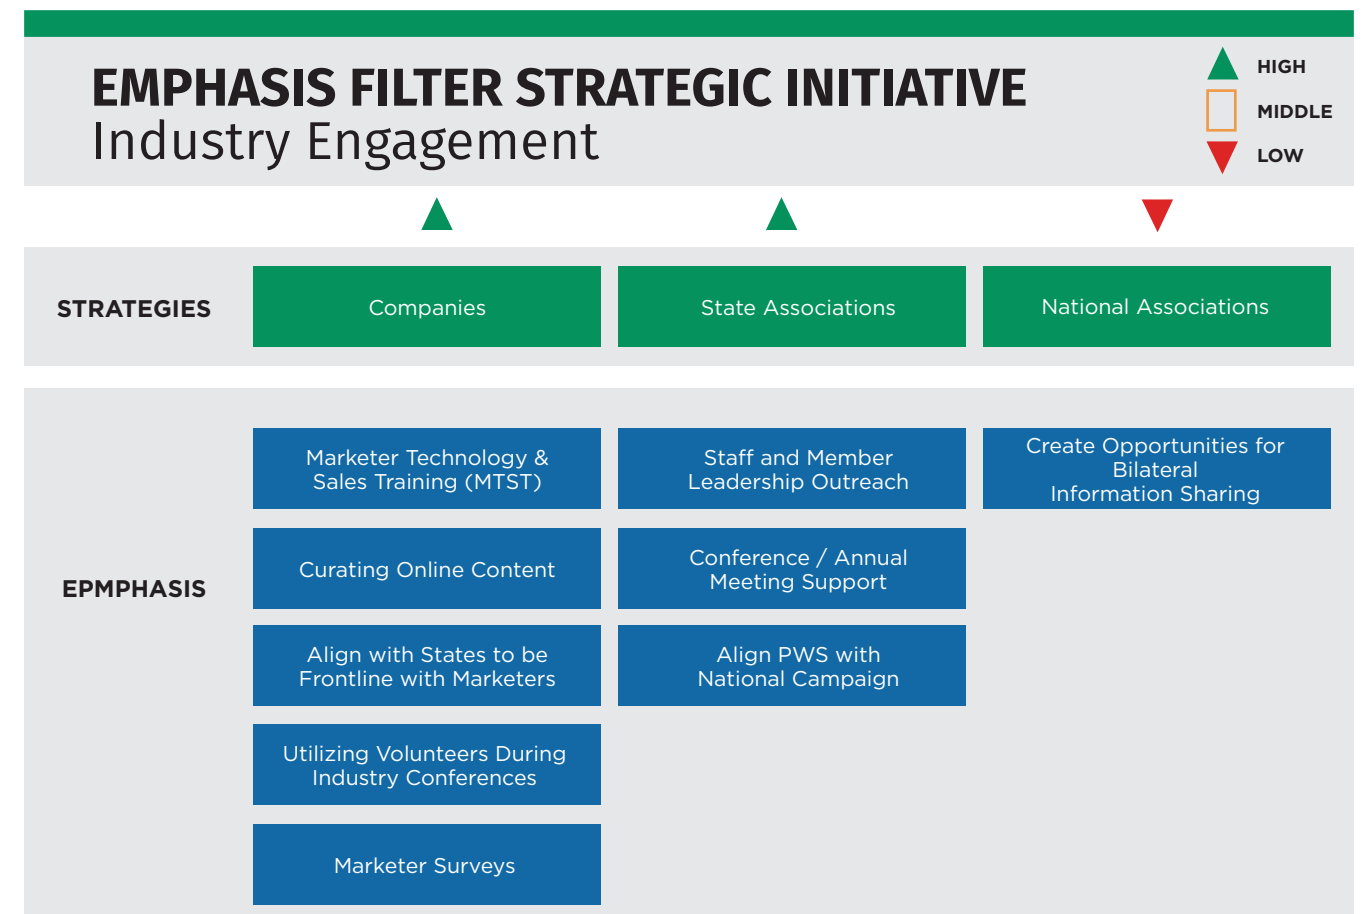 EMPHASIS FILTER STRATEGIC INITIATIVE
Industry Engagement
HIGH
MIDDLE
LOW
STRATEGIES
Companies
State Associations
National Associations
EPMPHASIS
Marketer Technology &
Sales Training (MTST)
Curating Online Content
Align with States to be
Frontline with Marketers
Utilizing Volunteers During
Industry Conferences
Marketer Surveys
Staff and Member
Leadership Outreach
Conference / Annual
Meeting Support
Align PWS with
National Campaign
Create Opportunities for
Bilateral
Information Sharing